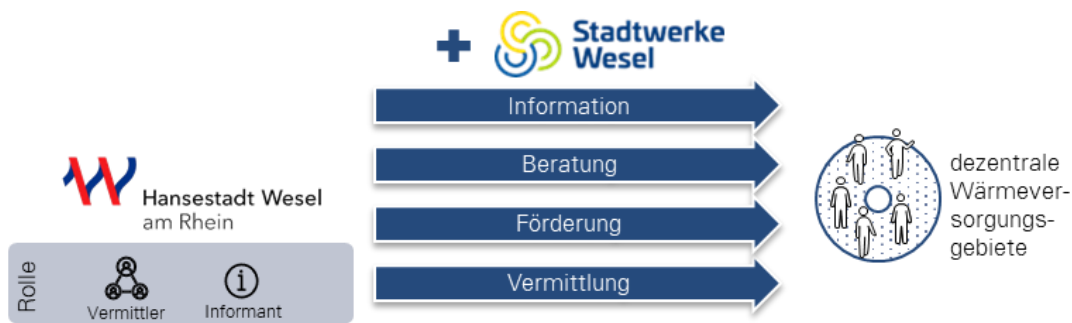 + Stadtwerke
Wesel
Information
Beratung
Förderung
Vermittlung
Hansestadt Wesel
am Rhein
Rolle
Vermittler
Informant
dezentrale
Wärmever-
sorgungs-
gebiete